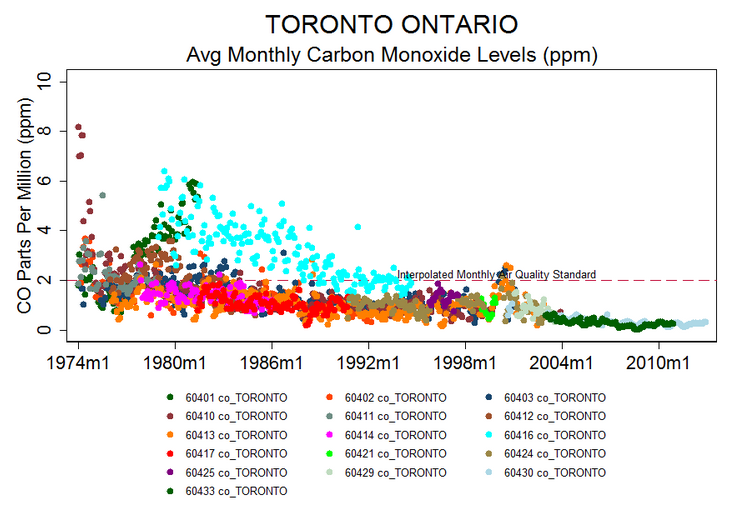 TORONTO ONTARIO
Avg Monthly Carbon Monoxide Levels (ppm)
CO Parts Per Million (ppm)
10
8
6
4
2
0
Interpolated Monthly Air Quality Standard
1974m1 1980m1 1986m1 1992m1 1998m1 2004m1 2010m1
60401 co_TORONTO 60402 co_TORONTO 60403 co_TORONTO
60410 co_TORONTO 60411 co_TORONTO 60412 co_TORONTO
60413 co_TORONTO 60414 co_TORONTO 60416 co_TORONTO
60417 co_TORONTO 60421 co_TORONTO 60424 co_TORONTO
60425 co_TORONTO 60429 co_TORONTO 60430 co_TORONTO
60433 co_TORONTO